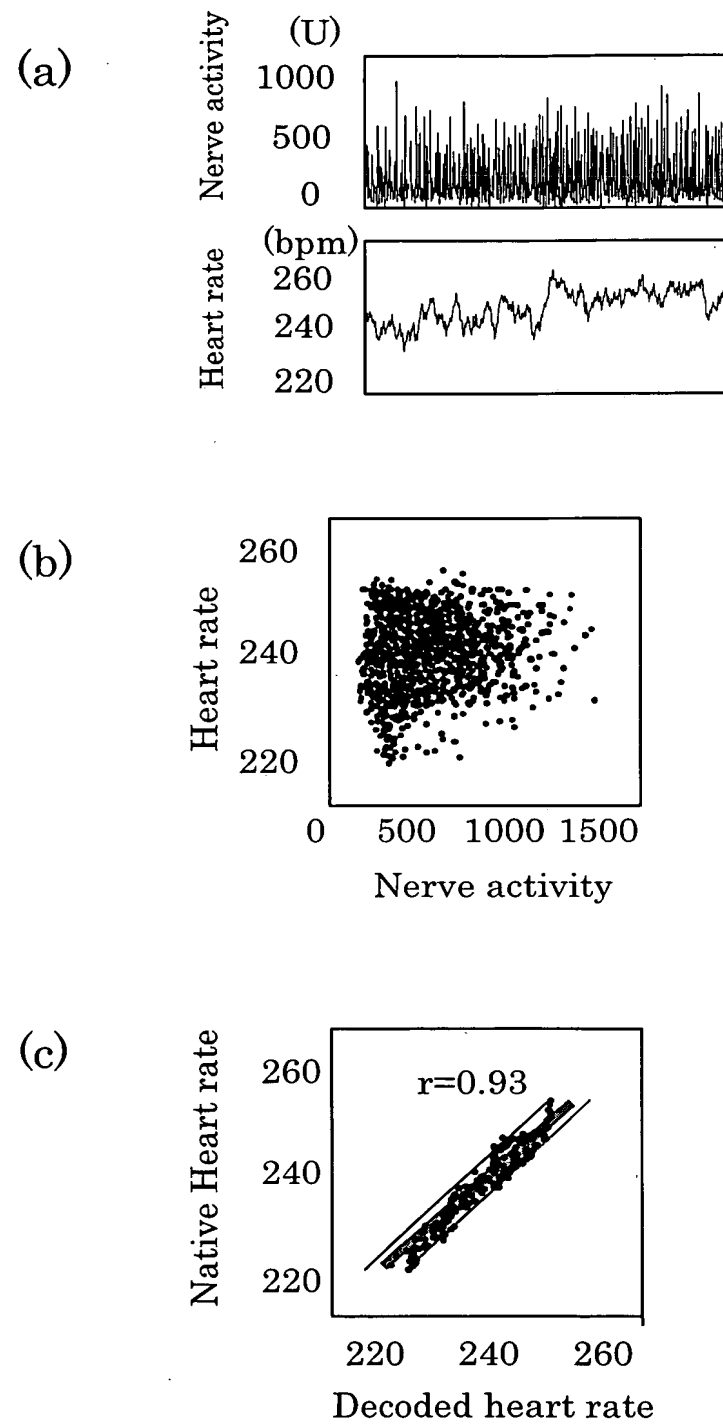 (a)
Nerve activity
(U)
1000
500
0
Heart rate
(bpm)
260
240
220
(b)
Heart rate
260
240
220
0 500 1000 1500
Nerve activity
(c)
Native Heart rate
260
240
220
r=0.93
220 240 260
Decoded heart rate